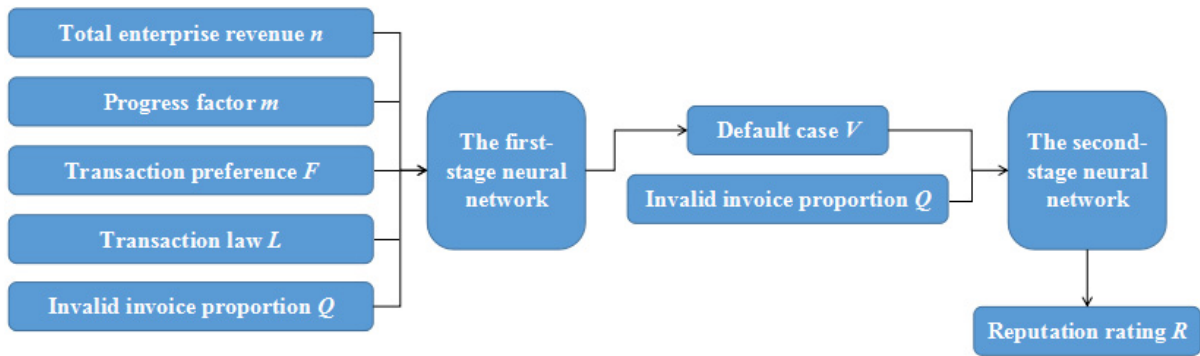 Total enterprise revenue n
Progress factor m
Transaction preference F
Transaction law L
Invalid invoice proportion Q
The first-
stage neural
network
Default case V
Invalid invoice proportion Q
The second-
stage neural
network
Reputation rating R